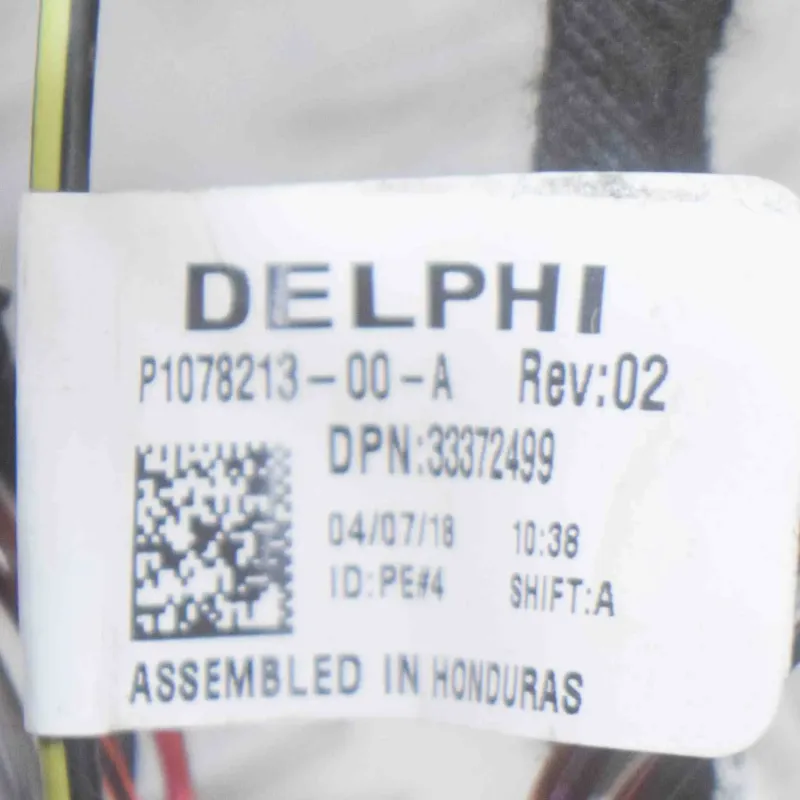 DELPHI
P1078213-00-A Rev:02
DPN:33372499
04/07/18 10:38
ID:PE#4 SHIFT:A
ASSEMBLED IN HONDURAS